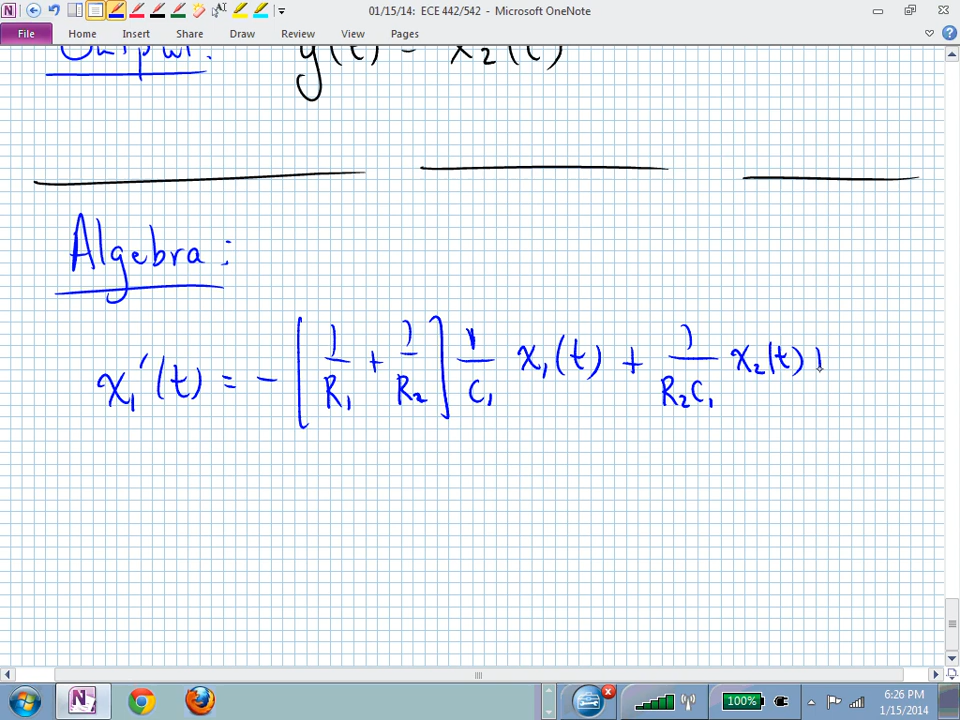 01/15/14: ECE 442/542 - Microsoft OneNote
File Home Insert Share Draw Review View Pages
Output: y(t) = x₂(t)
Algebra:
x₁'(t) = - [1/R₁ + 1/R₂] 1/C₁ x₁(t) + 1/(R₂C₁) x₂(t)
100%
6:26 PM
1/15/2014